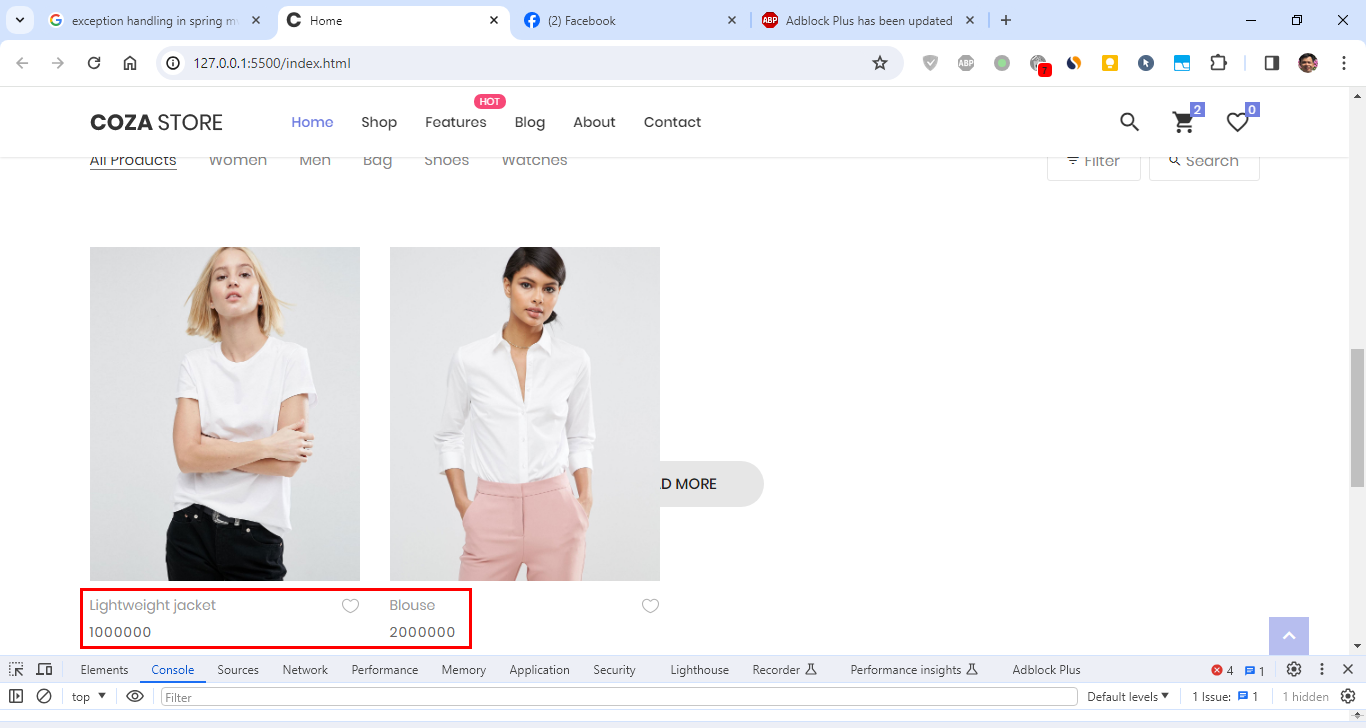 exception handling in spring m
Home
(2) Facebook
ABP
Adblock Plus has been updated
127.0.0.1:5500/index.html
ABP
HOT
COZA STORE
Home
Shop
Features
Blog
About
Contact
2
0
All Products
Women
Men
Bag
Shoes
Watches
Filter
Search
D MORE
Lightweight jacket
Blouse
1000000
2000000
Elements
Console
Sources
Network
Performance
Memory
Application
Security
Lighthouse
Recorder
Performance insights
Adblock Plus
4
1
top
Filter
Default levels
1 Issue:
1
1 hidden